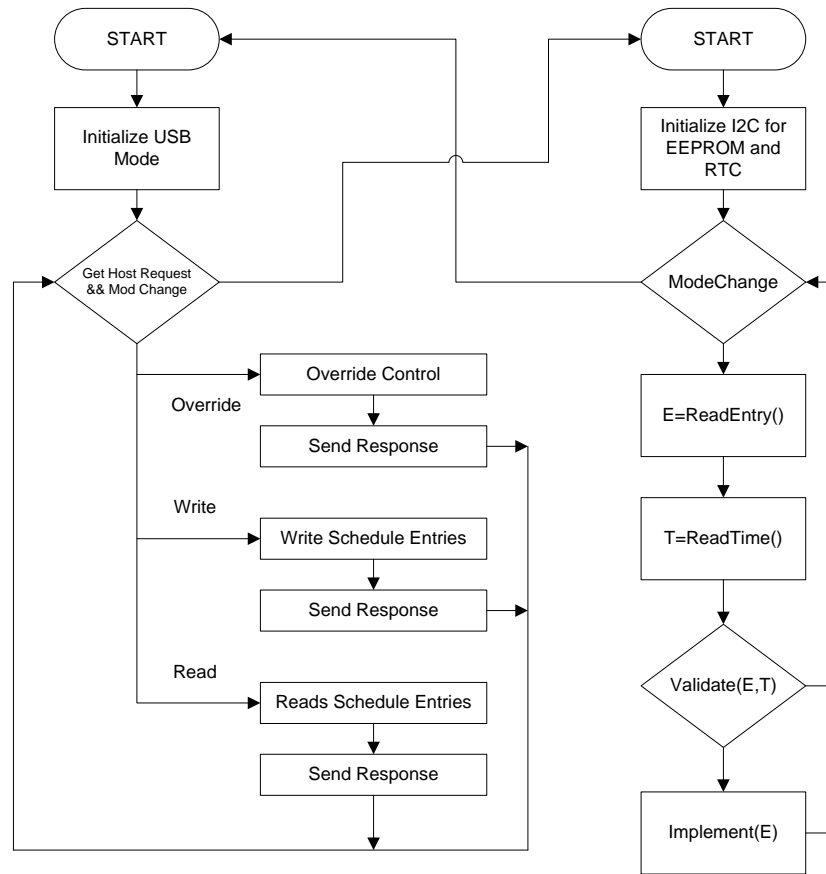 START
Initialize USB
Mode
Get Host Request
&& Mod Change
Override Control
Override
Send Response
Write
Write Schedule Entries
Send Response
Read
Reads Schedule Entries
Send Response
START
Initialize I2C for
EEPROM and
RTC
ModeChange
E=ReadEntry()
T=ReadTime()
Validate(E,T)
Implement(E)